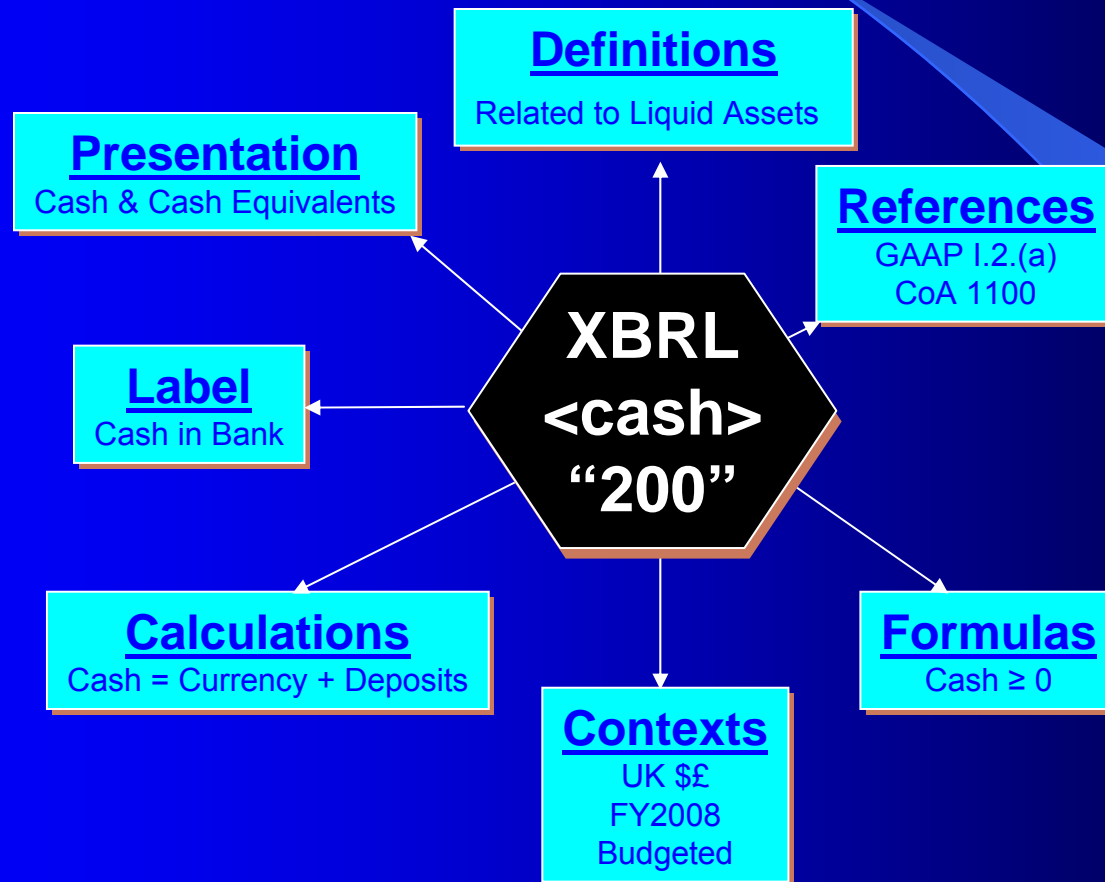 Definitions
Related to Liquid Assets
Presentation
Cash & Cash Equivalents
References
GAAP I.2.(a)
CoA 1100
XBRL
<cash>
“200”
Label
Cash in Bank
Calculations
Cash = Currency + Deposits
Formulas
Cash ≥ 0
Contexts
UK $£
FY2008
Budgeted